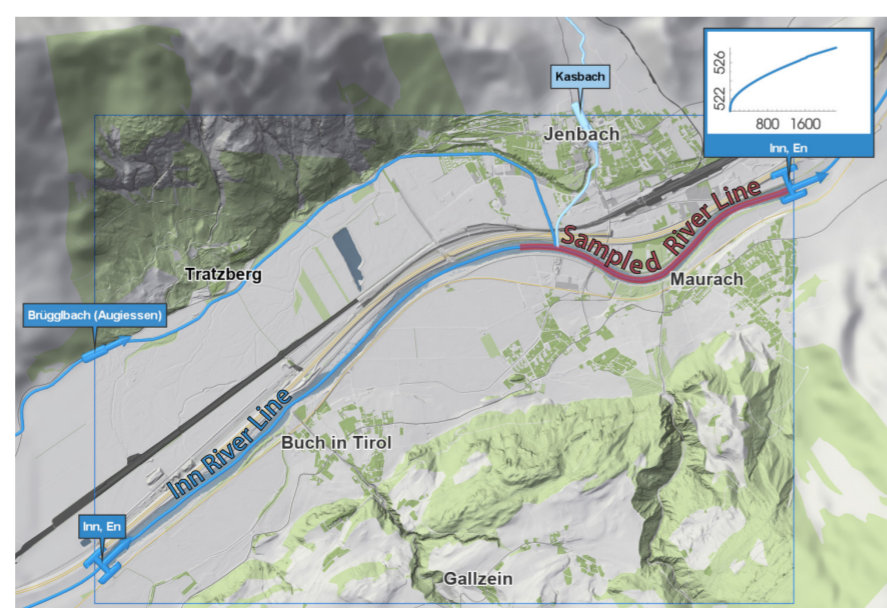 526
522
800 1600
Inn, En
Kasbach
Jenbach
Sampled River Line
Tratzberg
Maurach
Brügglbach (Augiessen)
Inn River Line
Buch in Tirol
Inn, En
Gallzein